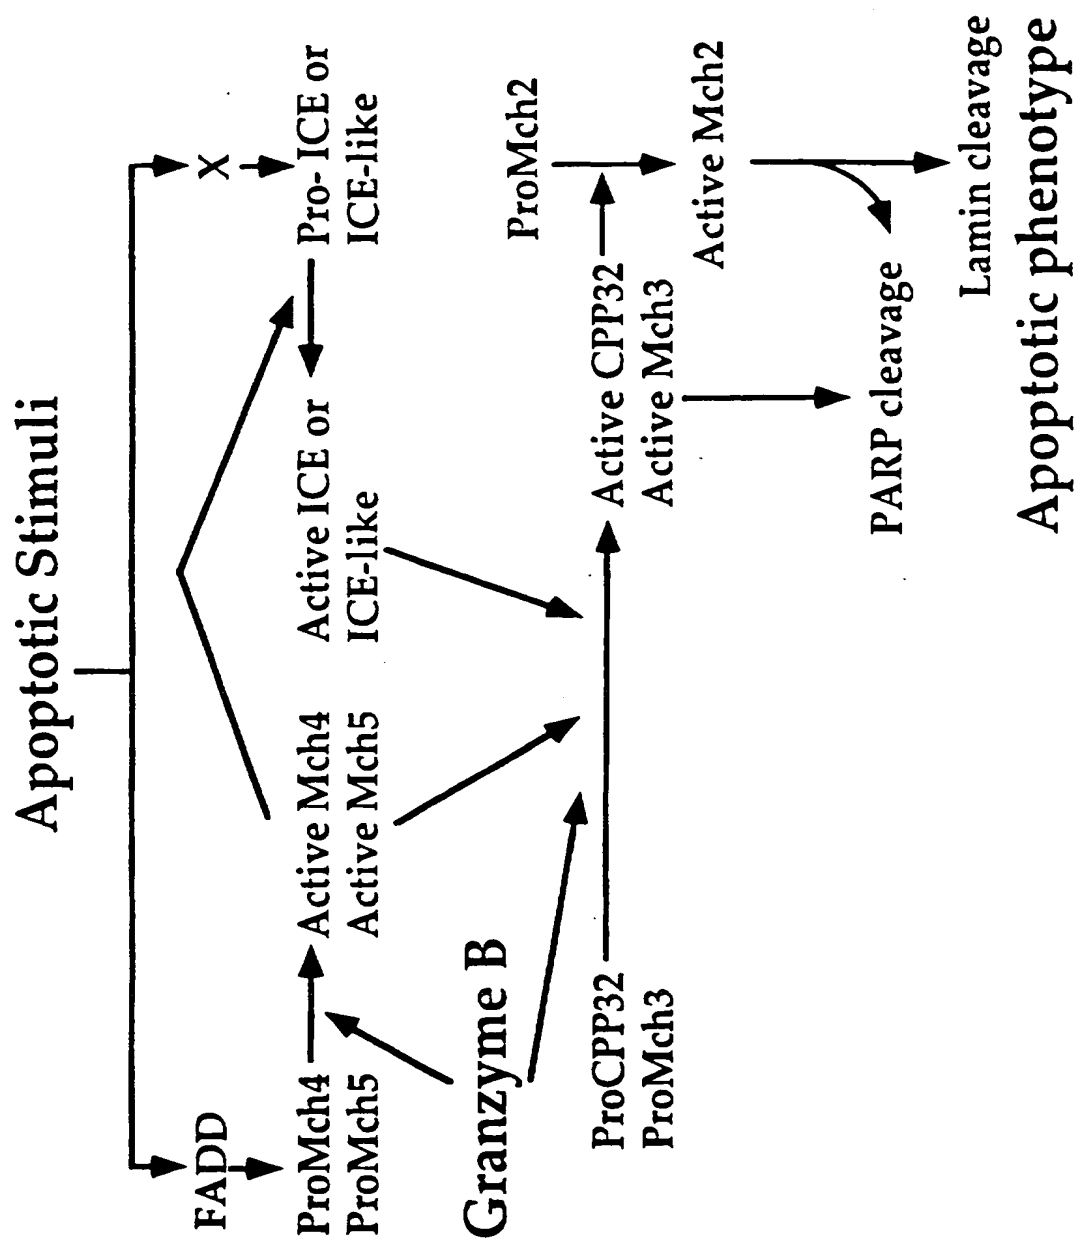 Apoptotic Stimuli
FADD
X
ProMch4
ProMch5
Active Mch4
Active Mch5
Active ICE or
ICE-like
Pro- ICE or
ICE-like
Granzyme B
ProMch2
ProCPP32
ProMch3
Active CPP32
Active Mch3
Active Mch2
PARP cleavage
Lamin cleavage
Apoptotic phenotype